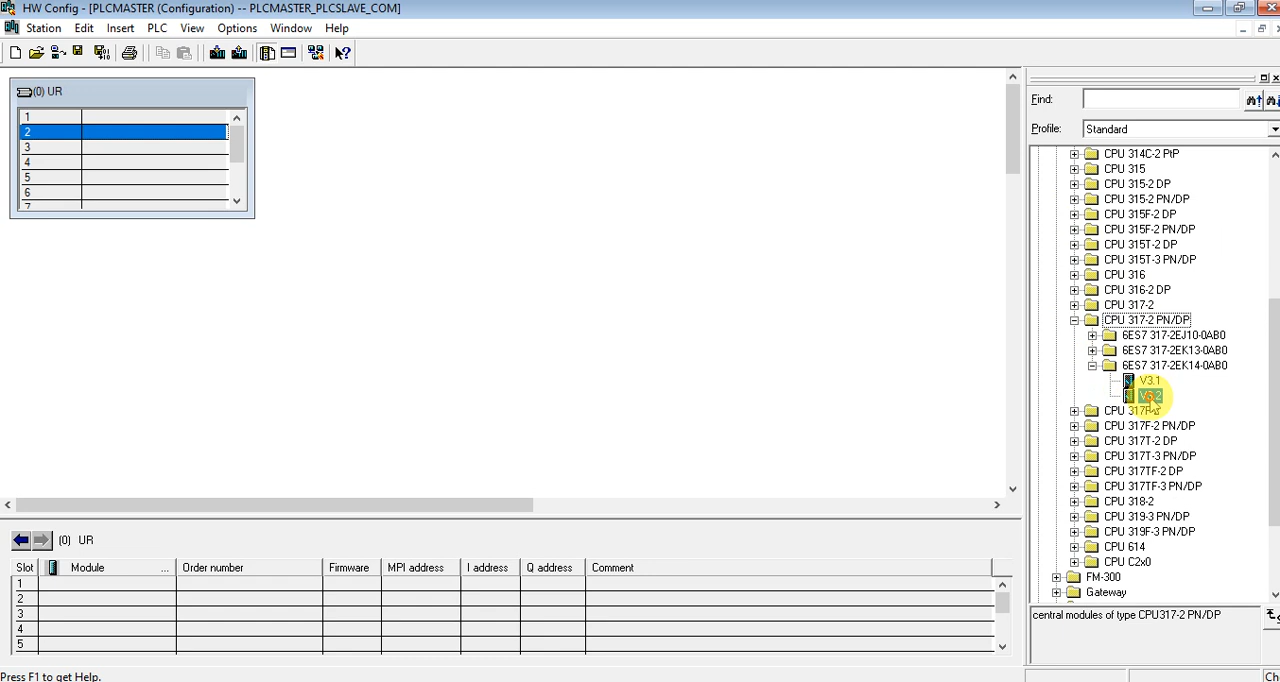 HW Config - [PLCMASTER (Configuration) -- PLCMASTER_PLCSLAVE_COM]
Station Edit Insert PLC View Options Window Help
(0) UR
1
2
3
4
5
6
7
Find:
Profile: Standard
CPU 314C-2 PtP
CPU 315
CPU 315-2 DP
CPU 315-2 PN/DP
CPU 315F-2 DP
CPU 315F-2 PN/DP
CPU 315T-2 DP
CPU 315T-3 PN/DP
CPU 316
CPU 316-2 DP
CPU 317-2
CPU 317-2 PN/DP
6ES7 317-2EJ10-0AB0
6ES7 317-2EK13-0AB0
6ES7 317-2EK14-0AB0
V3.1
CPU 317F-2 PN/DP
CPU 317T-2 DP
CPU 317T-3 PN/DP
CPU 317TF-2 DP
CPU 317TF-3 PN/DP
CPU 318-2
CPU 319-3 PN/DP
CPU 319F-3 PN/DP
CPU 614
CPU C2x0
FM-300
Gateway
central modules of type CPU317-2 PN/DP
(0) UR
Slot Module ... Order number Firmware MPI address I address Q address Comment
1
2
3
4
5
Press F1 to get Help.
Ch